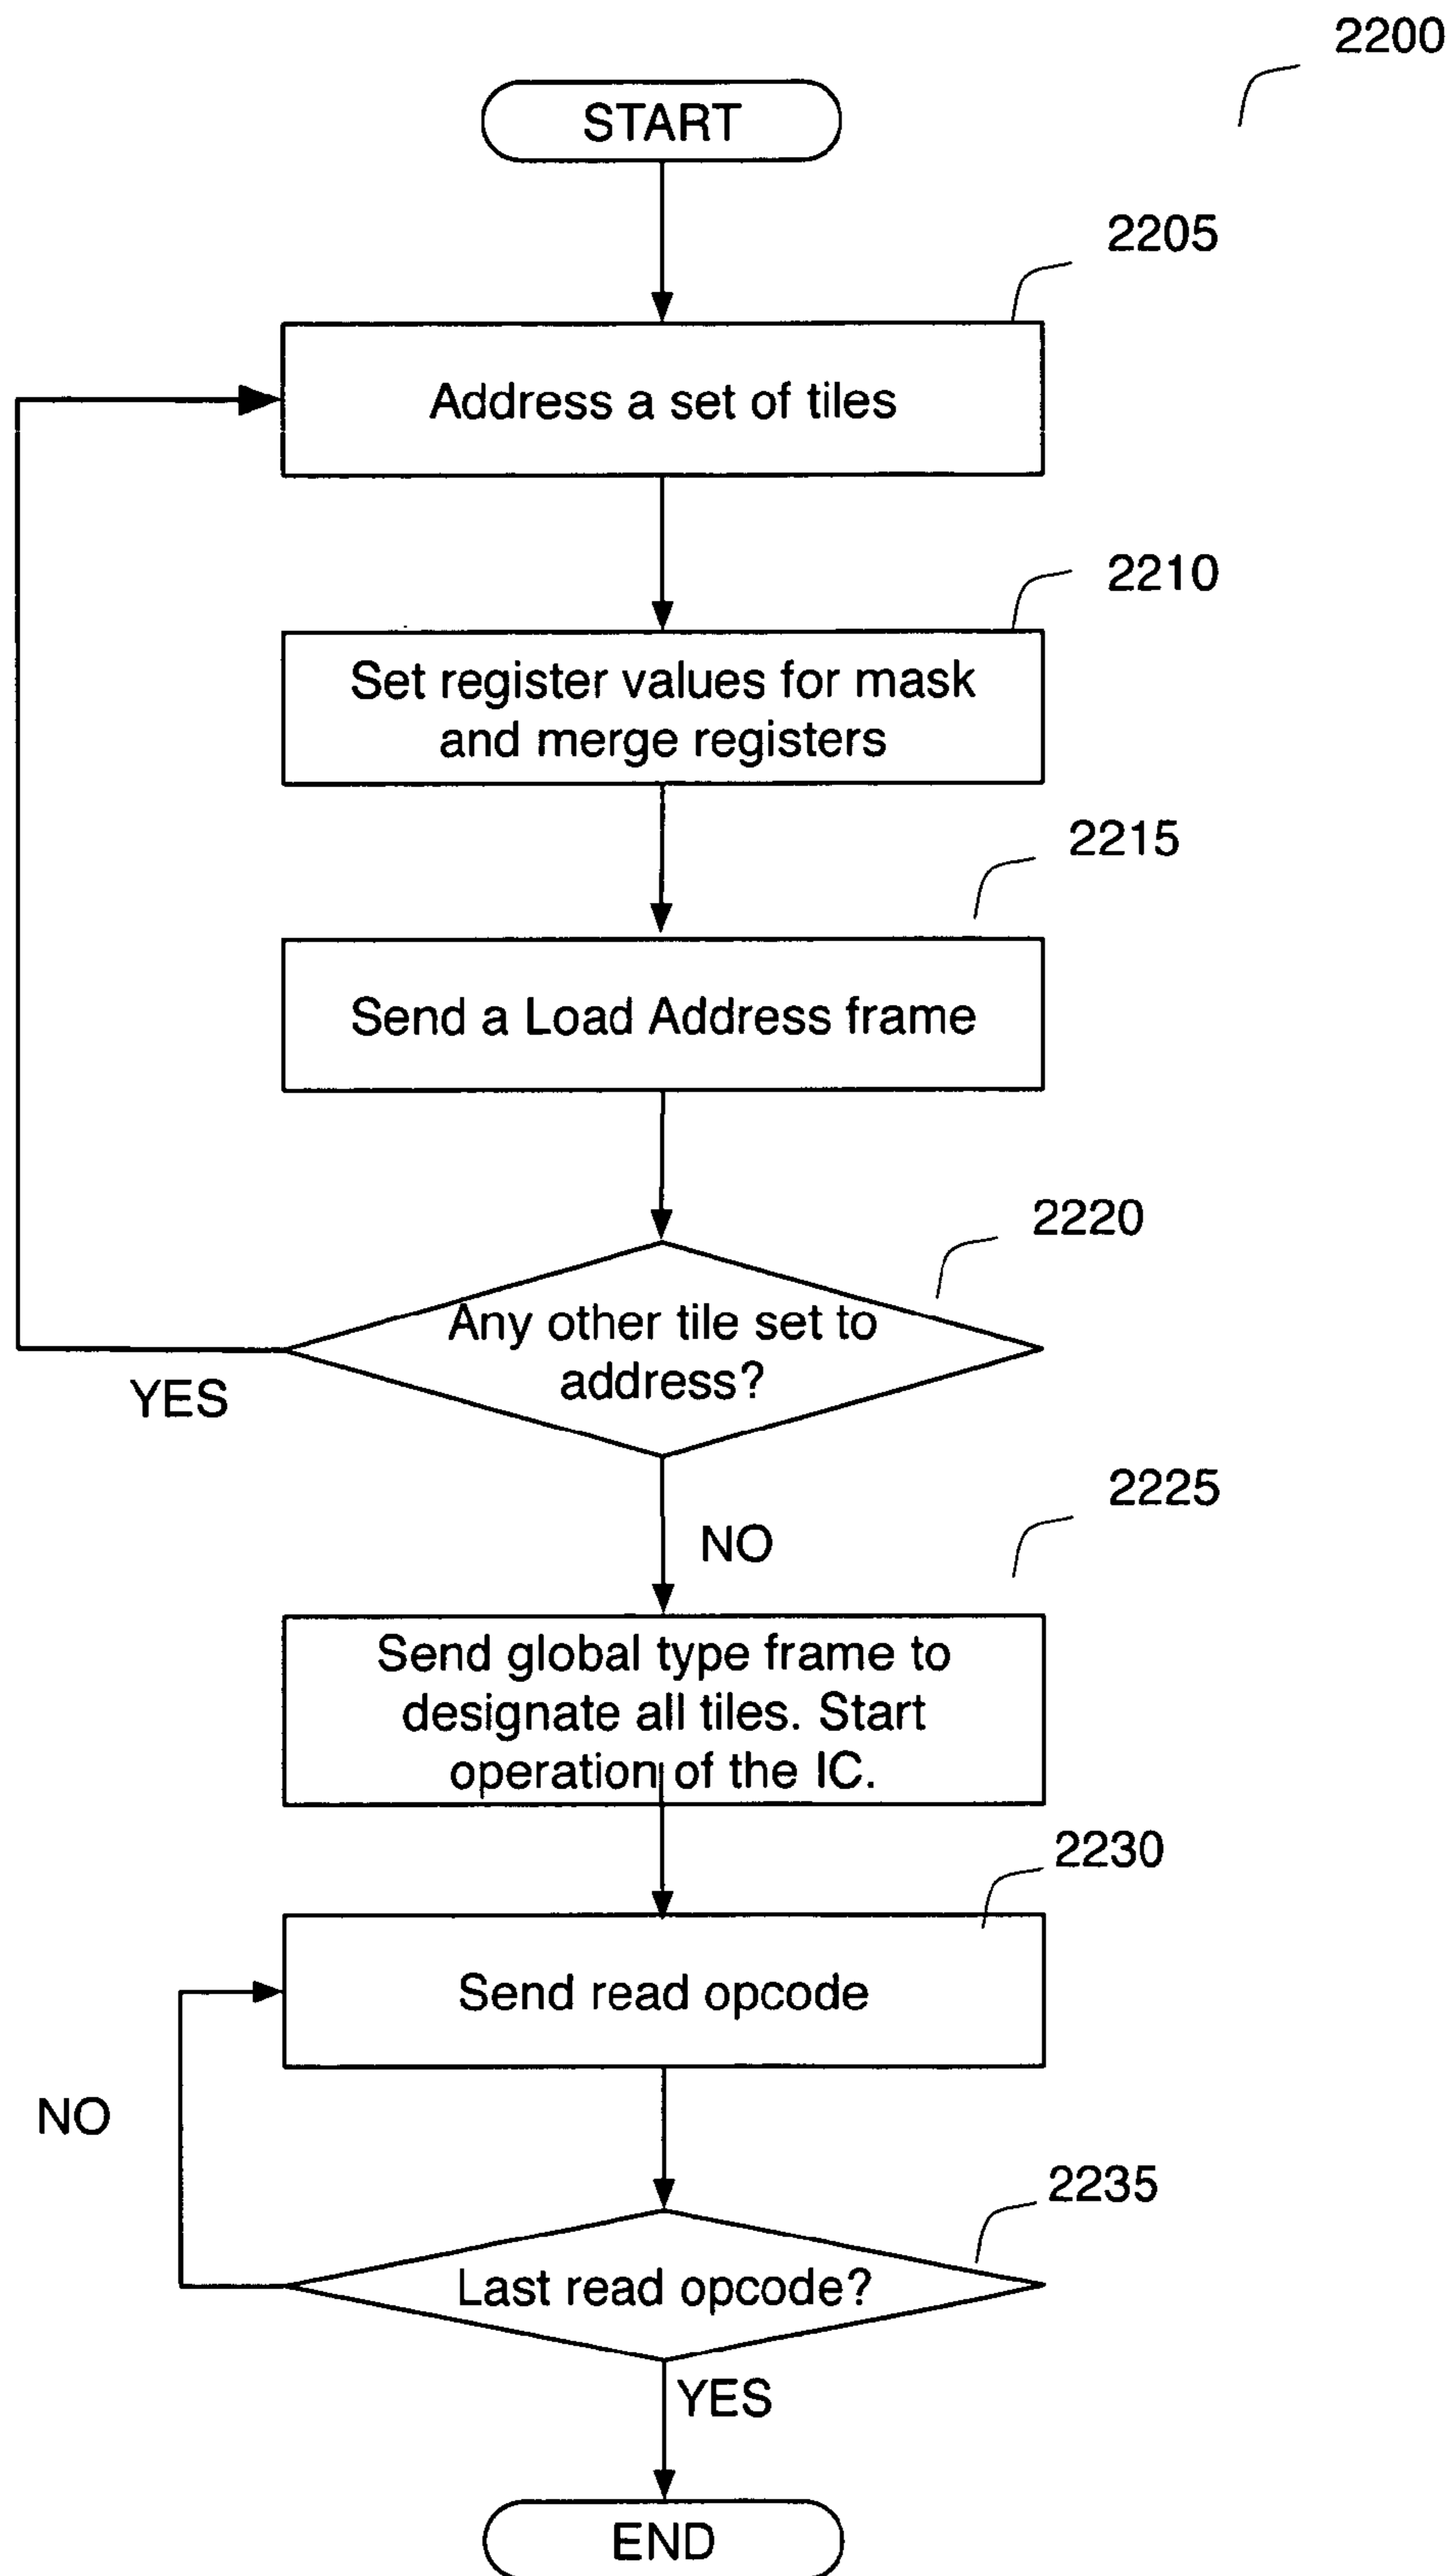 2200
START
2205
Address a set of tiles
2210
Set register values for mask
and merge registers
2215
Send a Load Address frame
2220
Any other tile set to
address?
YES
2225
NO
Send global type frame to
designate all tiles. Start
operation of the IC.
2230
Send read opcode
NO
2235
Last read opcode?
YES
END